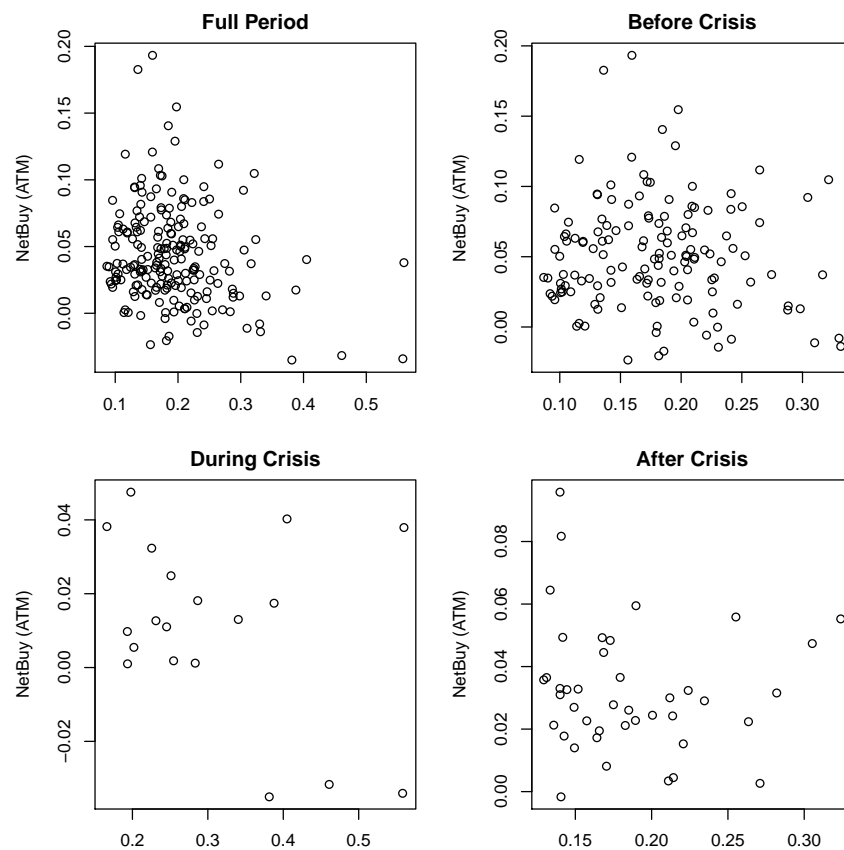 Full Period
NetBuy (ATM)
0.20
0.15
0.10
0.05
0.00
0.1 0.2 0.3 0.4 0.5
Before Crisis
NetBuy (ATM)
0.20
0.15
0.10
0.05
0.00
0.10 0.15 0.20 0.25 0.30
During Crisis
NetBuy (ATM)
0.04
0.02
0.00
−0.02
0.2 0.3 0.4 0.5
After Crisis
NetBuy (ATM)
0.08
0.06
0.04
0.02
0.00
0.15 0.20 0.25 0.30